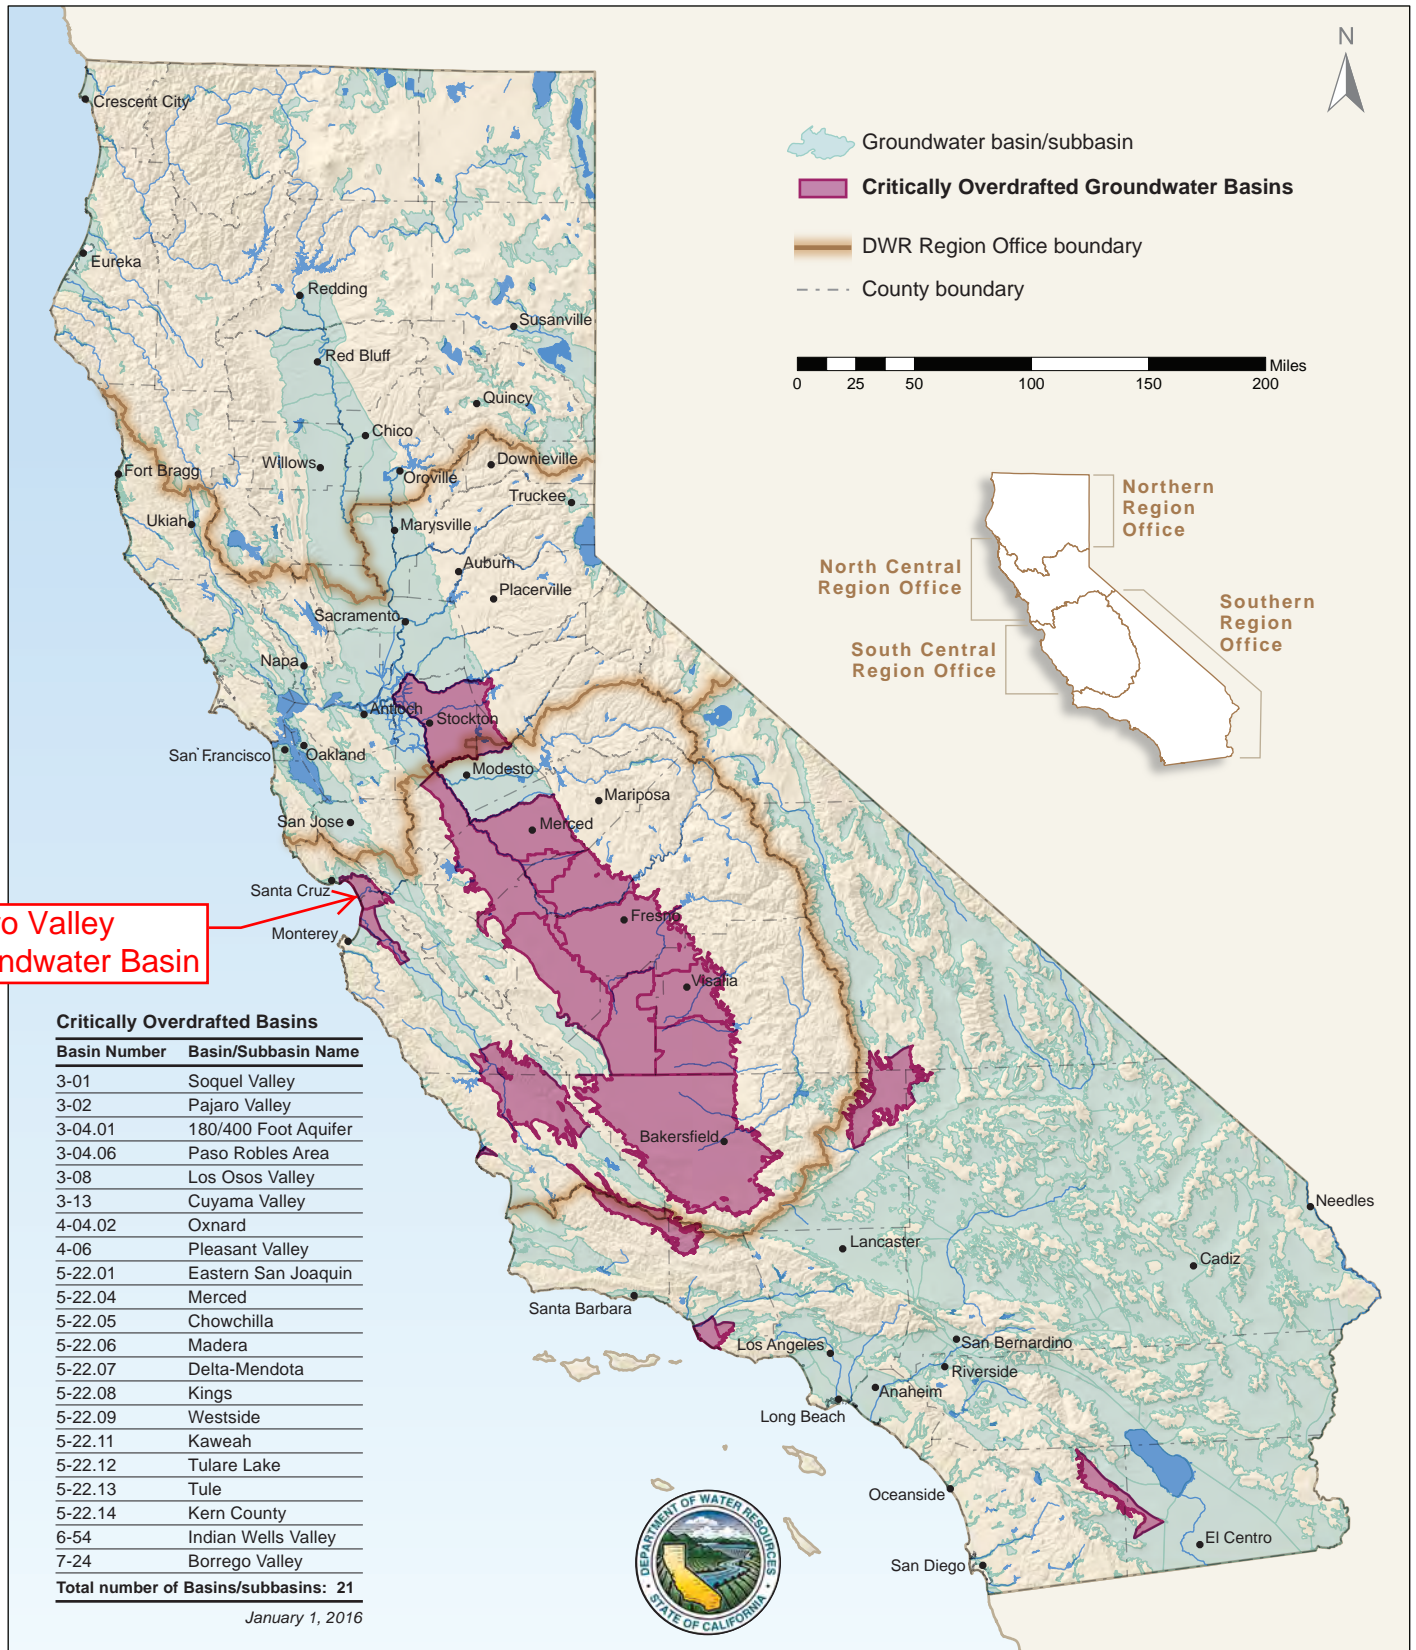 N
Crescent City
Groundwater basin/subbasin
Critically Overdrafted Groundwater Basins
DWR Region Office boundary
County boundary
Eureka
Redding
Susanville
Red Bluff
Miles
0 25 50 100 150 200
Quincy
Chico
Willows
Oroville
Downieville
Fort Bragg
Truckee
Ukiah
Marysville
Auburn
Placerville
Sacramento
Napa
Antioch
Stockton
San Francisco
Oakland
Modesto
Mariposa
San Jose
Merced
Santa Cruz
Fresno
Monterey
Visalia
Bakersfield
Needles
Lancaster
Cadiz
Santa Barbara
Los Angeles
San Bernardino
Riverside
Anaheim
Long Beach
Oceanside
El Centro
San Diego
Northern
Region
Office
North Central
Region Office
Southern
Region
Office
South Central
Region Office
o Valley
ndwater Basin
Critically Overdrafted Basins
Basin Number Basin/Subbasin Name
3-01 Soquel Valley
3-02 Pajaro Valley
3-04.01 180/400 Foot Aquifer
3-04.06 Paso Robles Area
3-08 Los Osos Valley
3-13 Cuyama Valley
4-04.02 Oxnard
4-06 Pleasant Valley
5-22.01 Eastern San Joaquin
5-22.04 Merced
5-22.05 Chowchilla
5-22.06 Madera
5-22.07 Delta-Mendota
5-22.08 Kings
5-22.09 Westside
5-22.11 Kaweah
5-22.12 Tulare Lake
5-22.13 Tule
5-22.14 Kern County
6-54 Indian Wells Valley
7-24 Borrego Valley
Total number of Basins/subbasins: 21
January 1, 2016
DEPARTMENT OF WATER RESOURCES
STATE OF CALIFORNIA